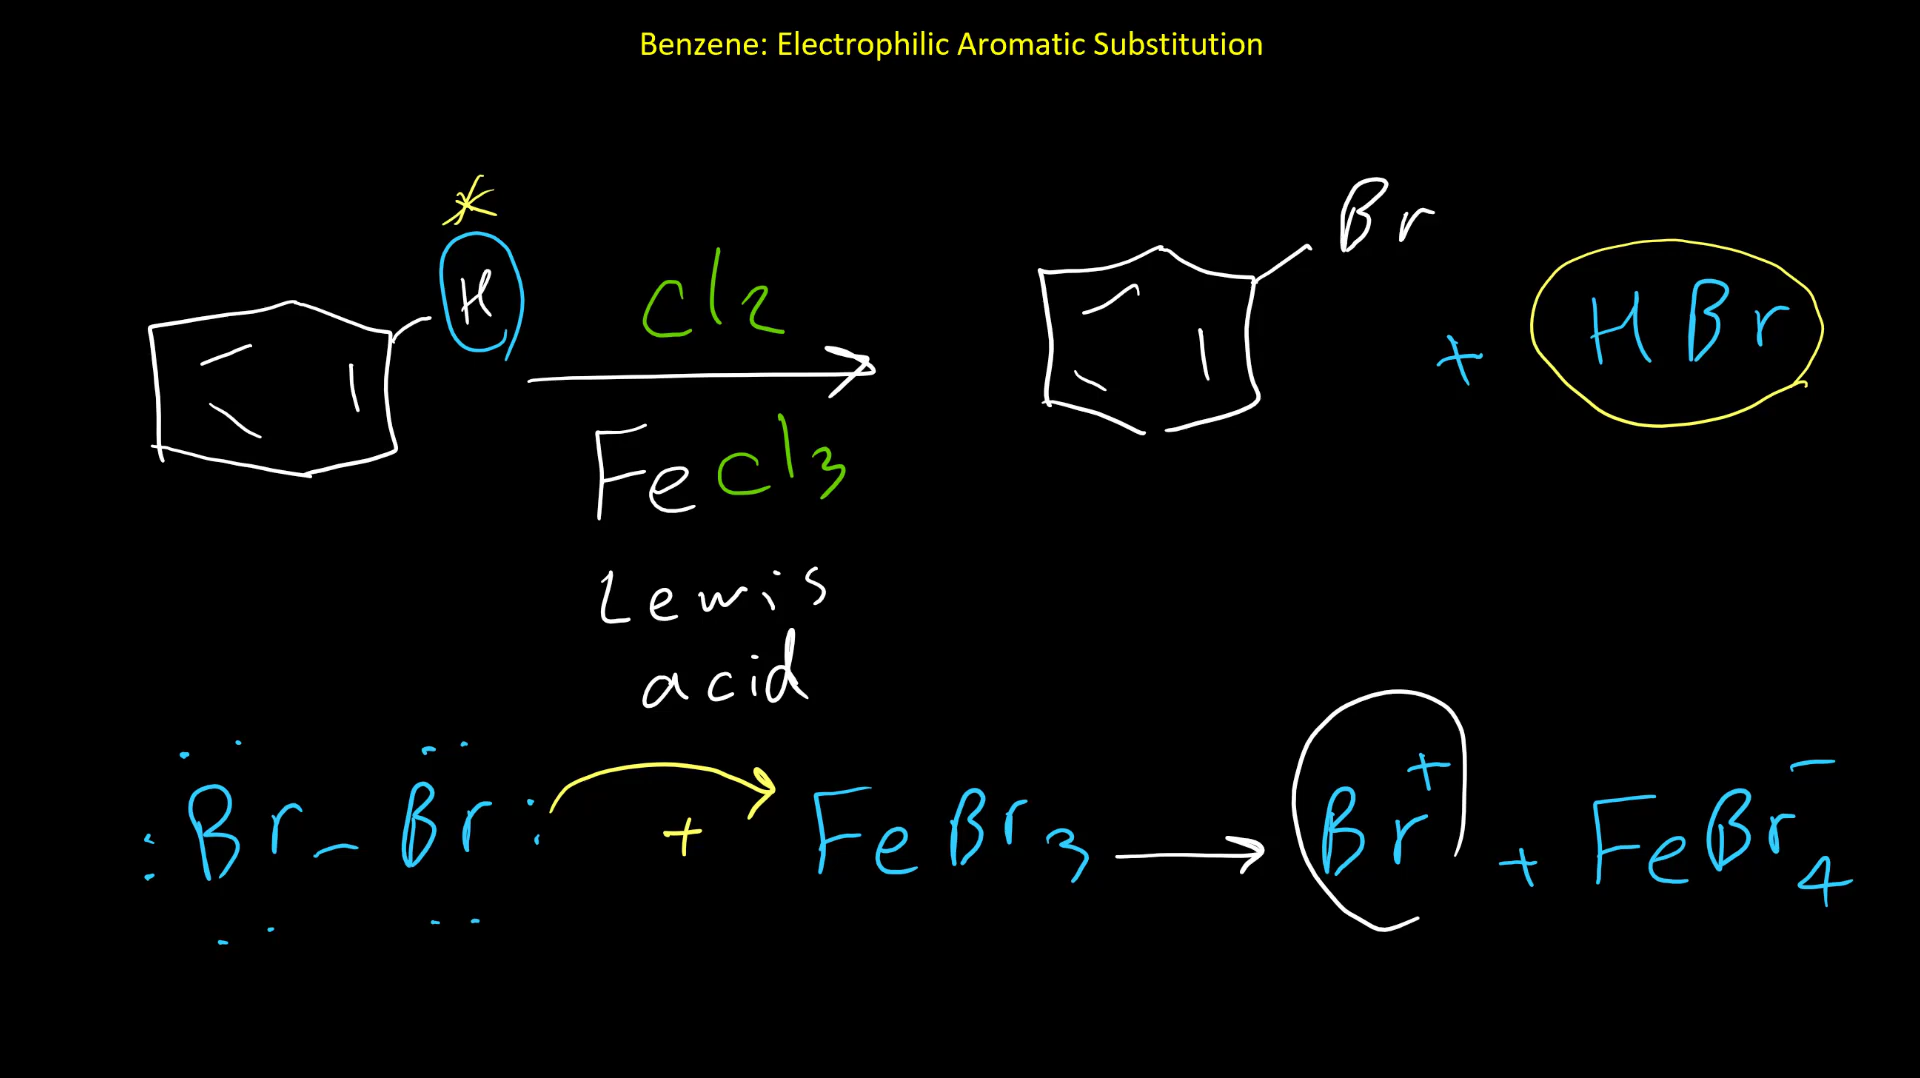 Benzene: Electrophilic Aromatic Substitution
H
Cl2
FeCl3
Lewis
acid
Br
+ HBr
:Br–Br: + FeBr3 → Br+ + FeBr4−